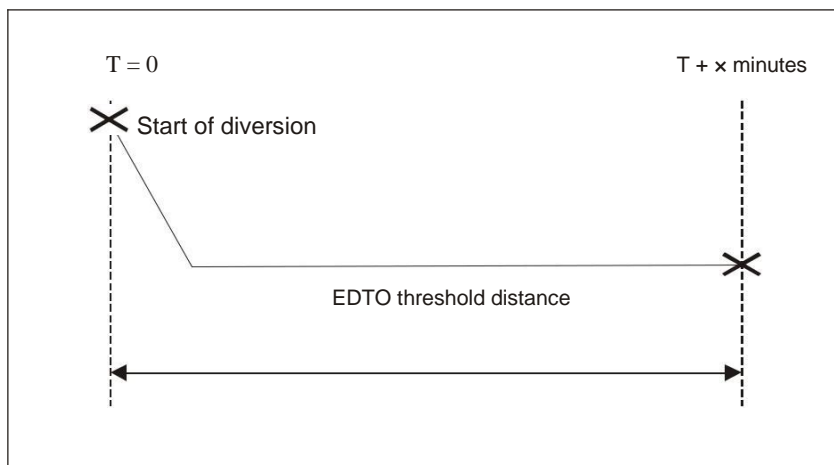 T = 0
T + × minutes
Start of diversion
EDTO threshold distance